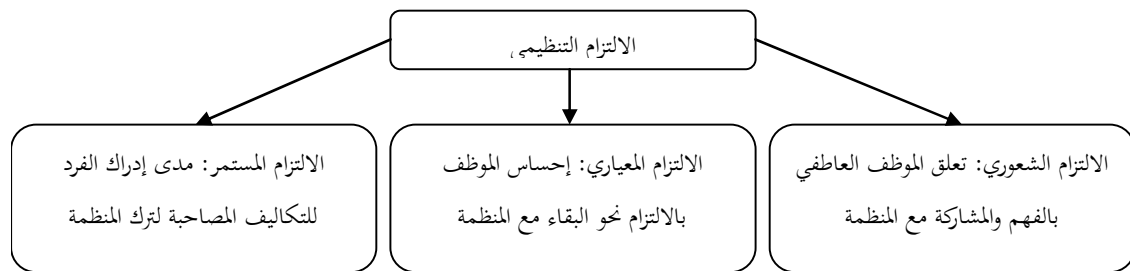 الالتزام التنظيمي
الالتزام الشعوري: تعلق الموظف العاطفي
بالفهم والمشاركة مع المنظمة
الالتزام المعياري: إحساس الموظف
بالالتزام نحو البقاء مع المنظمة
الالتزام المستمر: مدى إدراك الفرد
للتكاليف المصاحبة لترك المنظمة